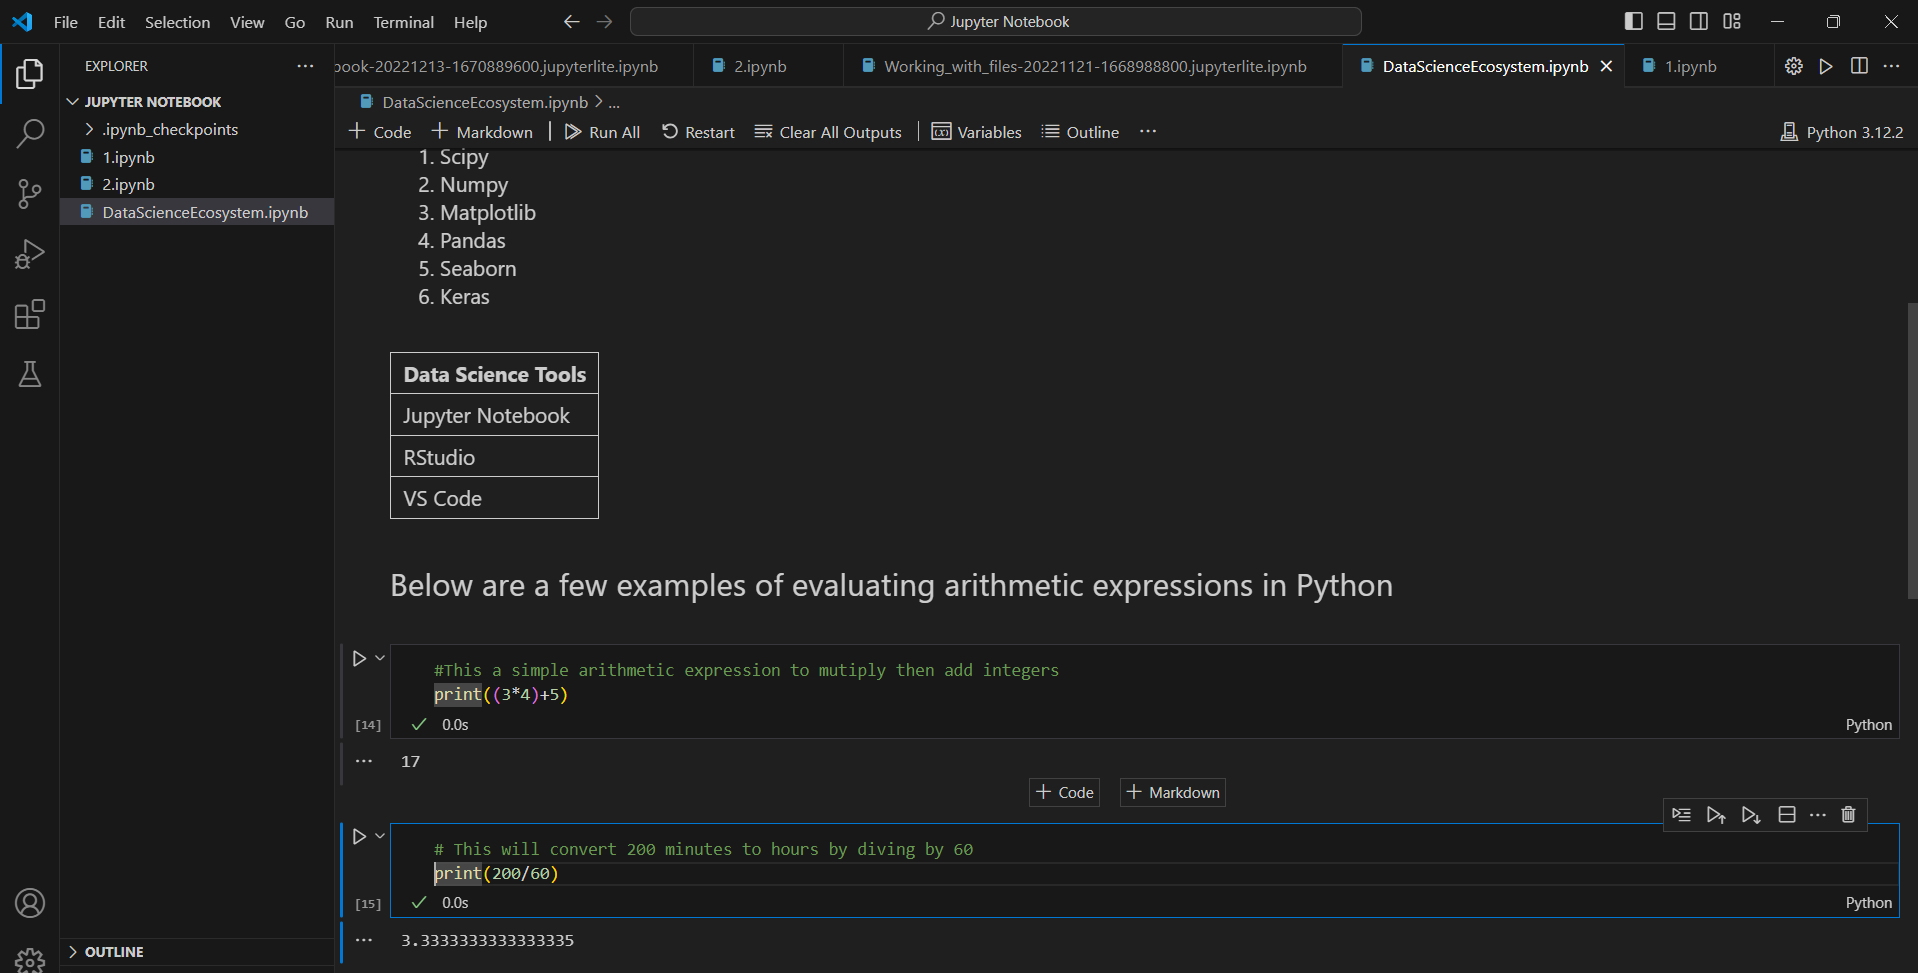 File Edit Selection View Go Run Terminal Help
Jupyter Notebook
EXPLORER
JUPYTER NOTEBOOK
.ipynb_checkpoints
1.ipynb
2.ipynb
DataScienceEcosystem.ipynb
OUTLINE
book-20221213-1670889600.jupyterlite.ipynb 2.ipynb Working_with_files-20221121-1668988800.jupyterlite.ipynb DataScienceEcosystem.ipynb 1.ipynb
DataScienceEcosystem.ipynb > ...
+ Code + Markdown | Run All Restart Clear All Outputs | Variables Outline ... Python 3.12.2
1. Scipy
2. Numpy
3. Matplotlib
4. Pandas
5. Seaborn
6. Keras
Data Science Tools
Jupyter Notebook
RStudio
VS Code
Below are a few examples of evaluating arithmetic expressions in Python
#This a simple arithmetic expression to mutiply then add integers
print((3*4)+5)
[14] 0.0s Python
17
+ Code + Markdown
# This will convert 200 minutes to hours by diving by 60
print(200/60)
[15] 0.0s Python
3.3333333333333335